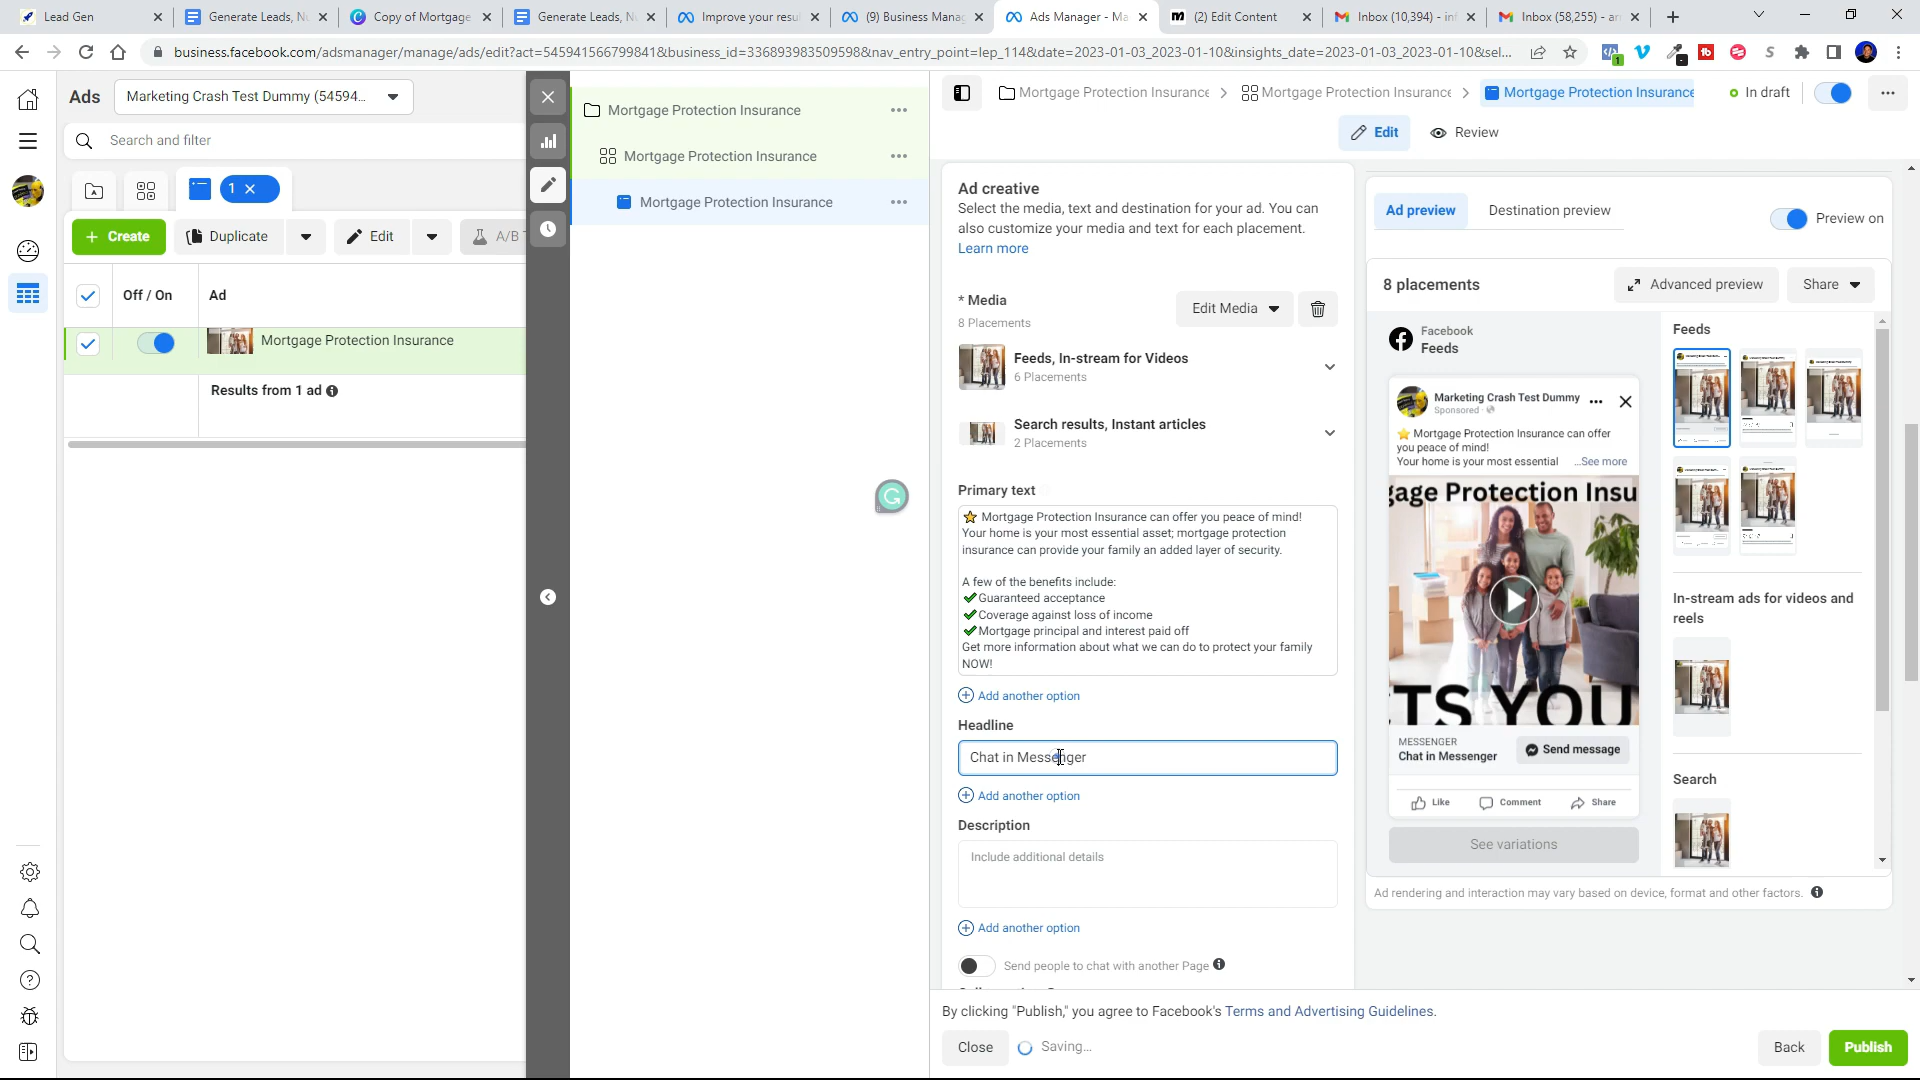 Lead Gen
Generate Leads, N
Copy of Mortgage
Generate Leads, N
Improve your resu
(9) Business Mana
Ads Manager - Ma
(2) Edit Content
Inbox (10,394) - inf
Inbox (58,255) - an
business.facebook.com/adsmanager/manage/ads/edit?act=545941566799841&business_id=336893983509598&nav_entry_point=lep_114&date=2023-01-03_2023-01-10&insights_date=2023-01-03_2023-01-10&sel...
Ads
Marketing Crash Test Dummy (54594...
Search and filter
1
Create
Duplicate
Edit
A/B T
Off / On
Ad
Mortgage Protection Insurance
Results from 1 ad
Mortgage Protection Insurance
Mortgage Protection Insurance
Mortgage Protection Insurance
Mortgage Protection Insurance
Mortgage Protection Insurance
Mortgage Protection Insurance
In draft
Edit
Review
Ad creative
Select the media, text and destination for your ad. You can
also customize your media and text for each placement.
Learn more
* Media
8 Placements
Edit Media
Feeds, In-stream for Videos
6 Placements
Search results, Instant articles
2 Placements
Primary text
Mortgage Protection Insurance can offer you peace of mind!
Your home is your most essential asset; mortgage protection
insurance can provide your family an added layer of security.
A few of the benefits include:
Guaranteed acceptance
Coverage against loss of income
Mortgage principal and interest paid off
Get more information about what we can do to protect your family
NOW!
Add another option
Headline
Chat in Messenger
Add another option
Description
Include additional details
Add another option
Send people to chat with another Page
Ad preview
Destination preview
Preview on
8 placements
Advanced preview
Share
Facebook
Feeds
Marketing Crash Test Dummy
Sponsored
Mortgage Protection Insurance can offer
you peace of mind!
Your home is your most essential
...See more
gage Protection Insu
TS YOU
MESSENGER
Chat in Messenger
Send message
Like
Comment
Share
See variations
Feeds
In-stream ads for videos and
reels
Search
Ad rendering and interaction may vary based on device, format and other factors.
By clicking "Publish," you agree to Facebook's Terms and Advertising Guidelines.
Close
Saving...
Back
Publish